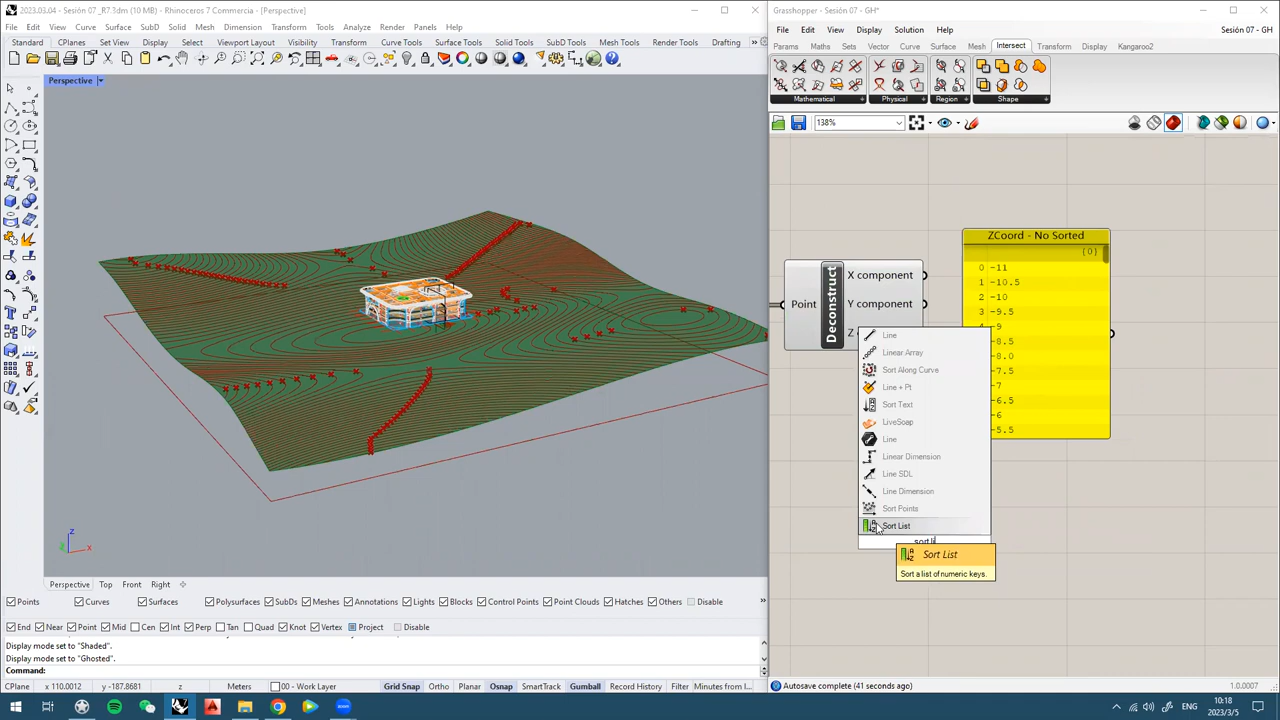 2023.03.04 - Sesión 07_R7.3dm (10 MB) - Rhinoceros 7 Commercia - [Perspective]
File Edit View Curve Surface SubD Solid Mesh Dimension Transform Tools Analyze Render Panels Help
Standard CPlanes Set View Display Select Viewport Layout Visibility Transform Curve Tools Surface Tools Solid Tools SubD Tools Mesh Tools Render Tools Drafting
Perspective
z
x
Perspective Top Front Right
Points Curves Surfaces Polysurfaces SubDs Meshes Annotations Lights Blocks Control Points Point Clouds Hatches Others Disable
End Near Point Mid Cen Int Perp Tan Quad Knot Vertex Project Disable
Display mode set to "Shaded".
Display mode set to "Ghosted".
Command:
CPlane x 110.0012 y -187.8681 z Meters 00 - Work Layer Grid Snap Ortho Planar Osnap SmartTrack Gumball Record History Filter Minutes from l...
Grasshopper - Sesión 07 - GH*
File Edit View Display Solution Help Sesión 07 - GH*
Params Maths Sets Vector Curve Surface Mesh Intersect Transform Display Kangaroo2
Mathematical Physical Region Shape
138%
Point
Deconstruct
X component
Y component
Z
ZCoord - No Sorted
{0}
0 -11
1 -10.5
2 -10
3 -9.5
4 -9
-8.5
-8.0
-7.5
-7
-6.5
-6
-5.5
Line
Linear Array
Sort Along Curve
Line + Pt
Sort Text
LiveSoap
Line
Linear Dimension
Line SDL
Line Dimension
Sort Points
Sort List
sort li
Sort List
Sort a list of numeric keys.
Autosave complete (41 seconds ago)
1.0.0007
ENG
10:18
2023/3/5